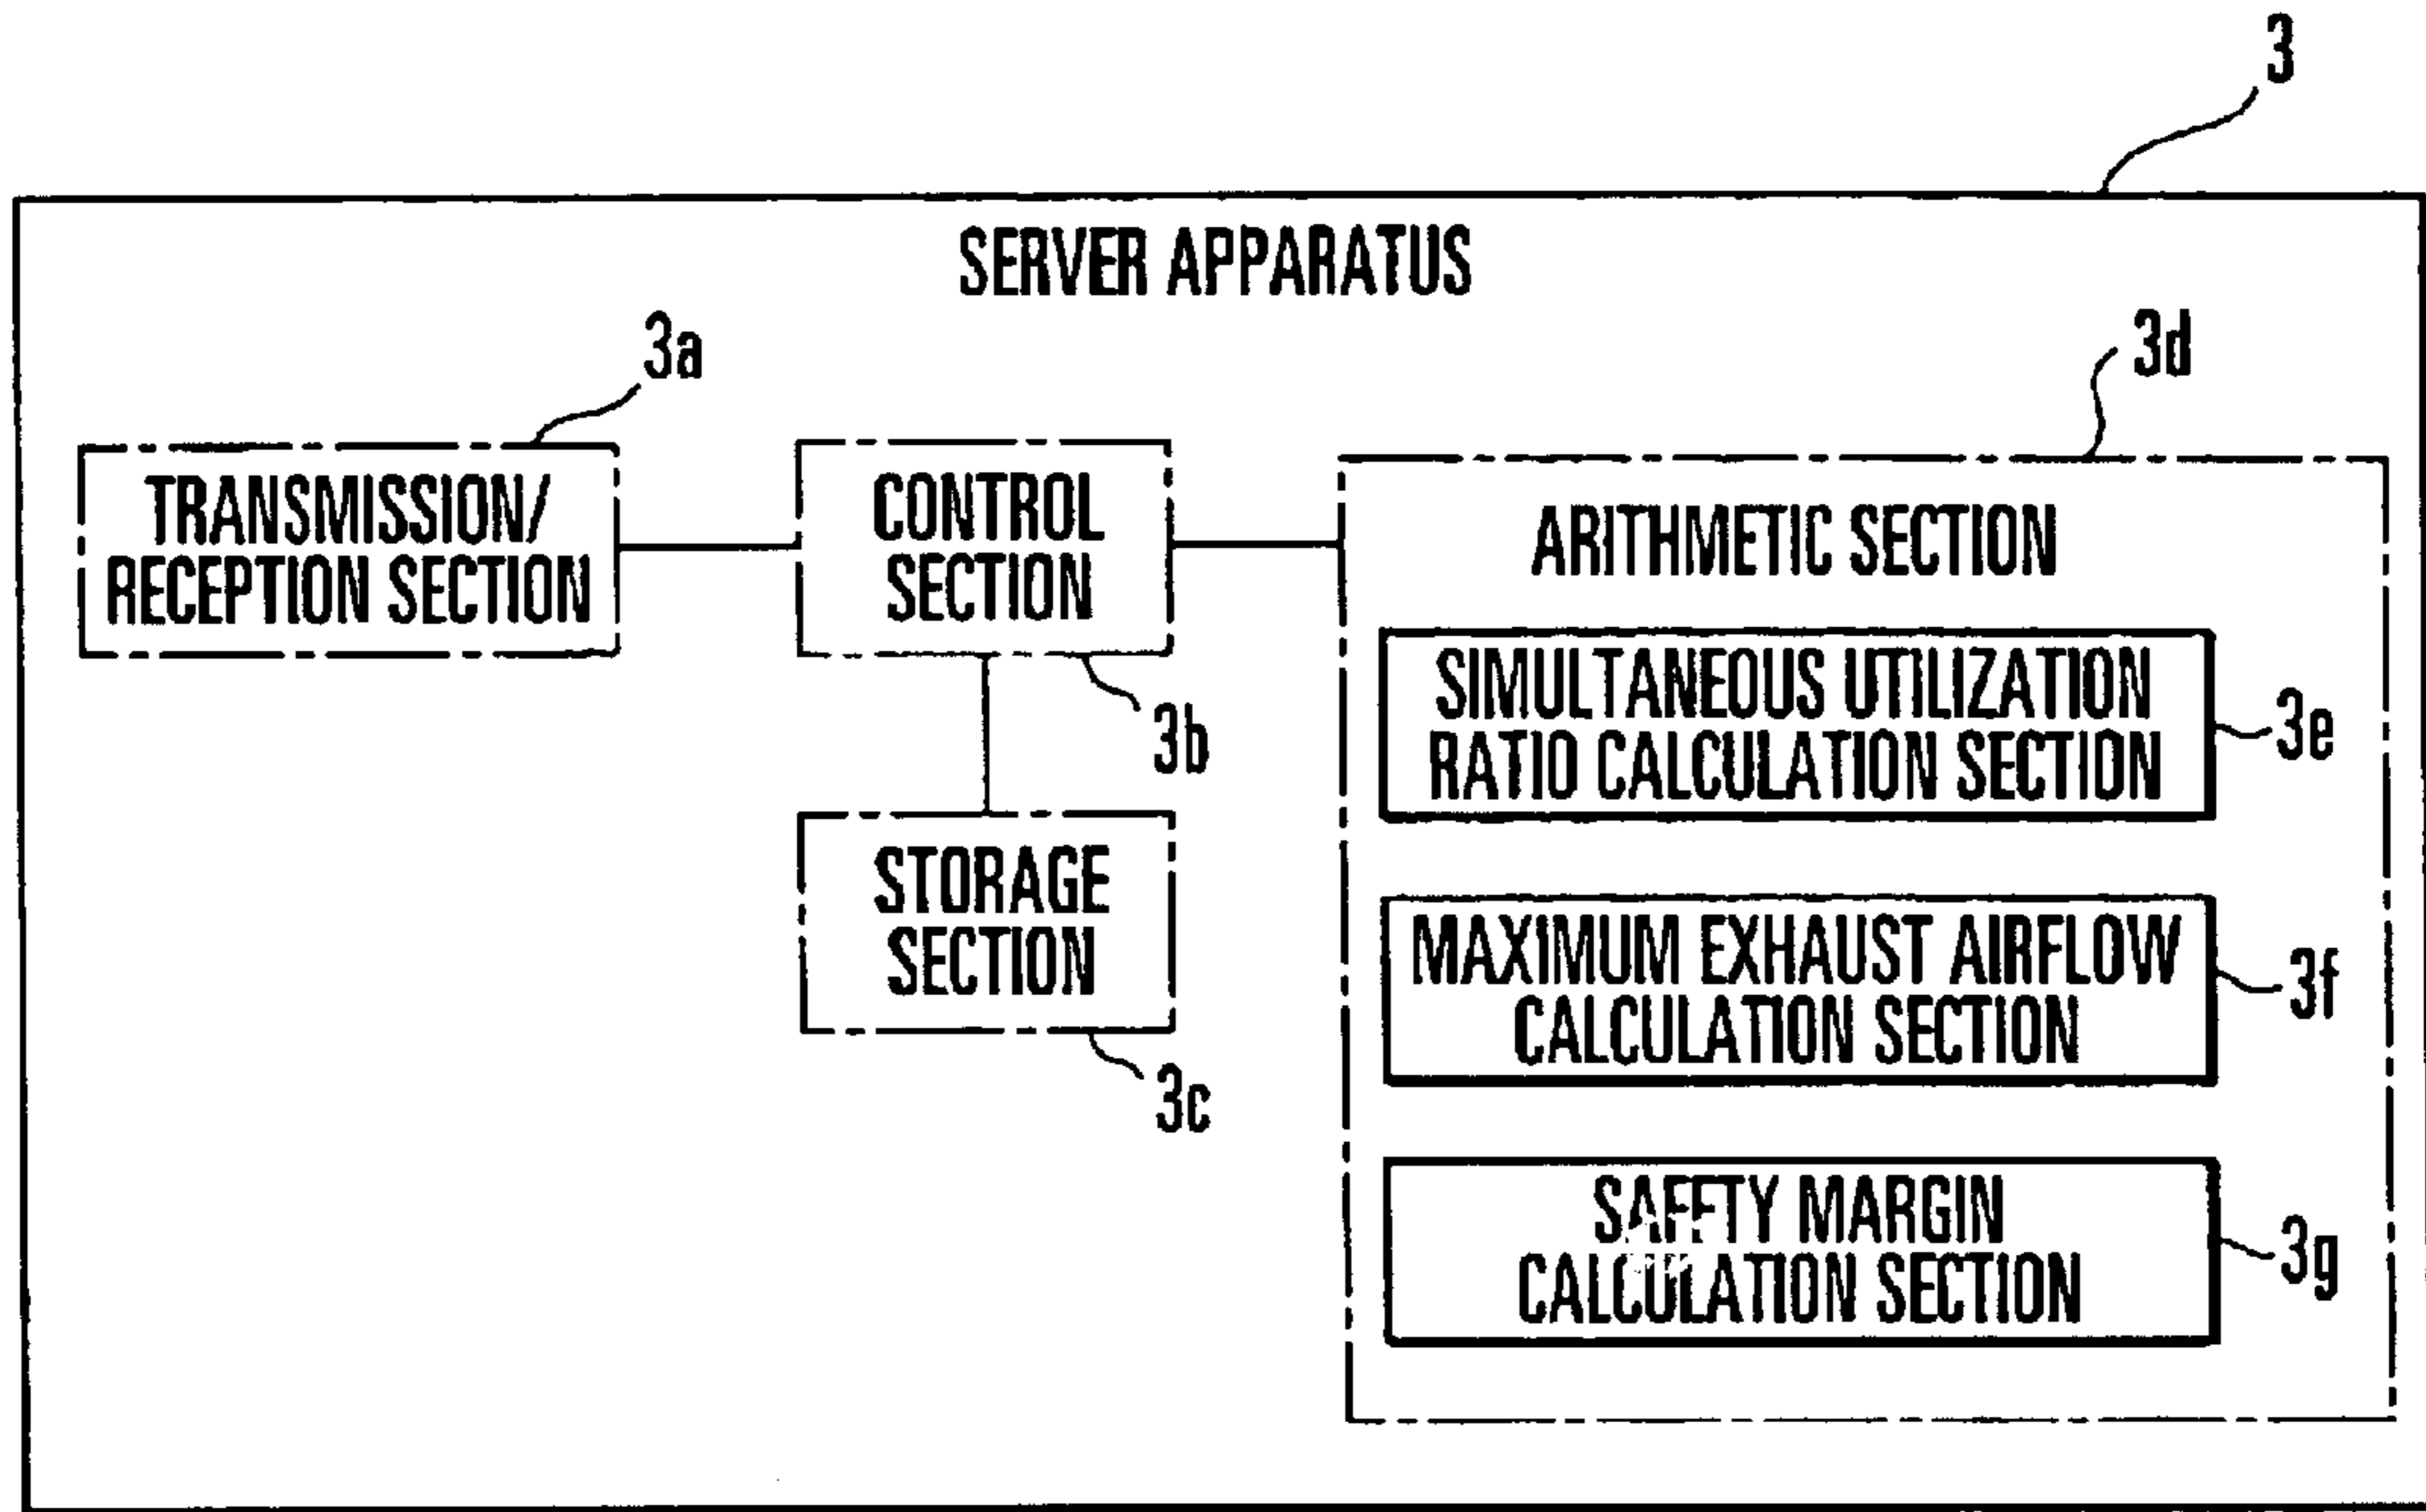 3
SERVER APPARATUS
3a
TRANSMISSION/
RECEPTION SECTION
CONTROL
SECTION
3b
STORAGE
SECTION
3c
3d
ARITHMETIC SECTION
SIMULTANEOUS UTILIZATION
RATIO CALCULATION SECTION
3e
MAXIMUM EXHAUST AIRFLOW
CALCULATION SECTION
3f
SAFETY MARGIN
CALCULATION SECTION
3g